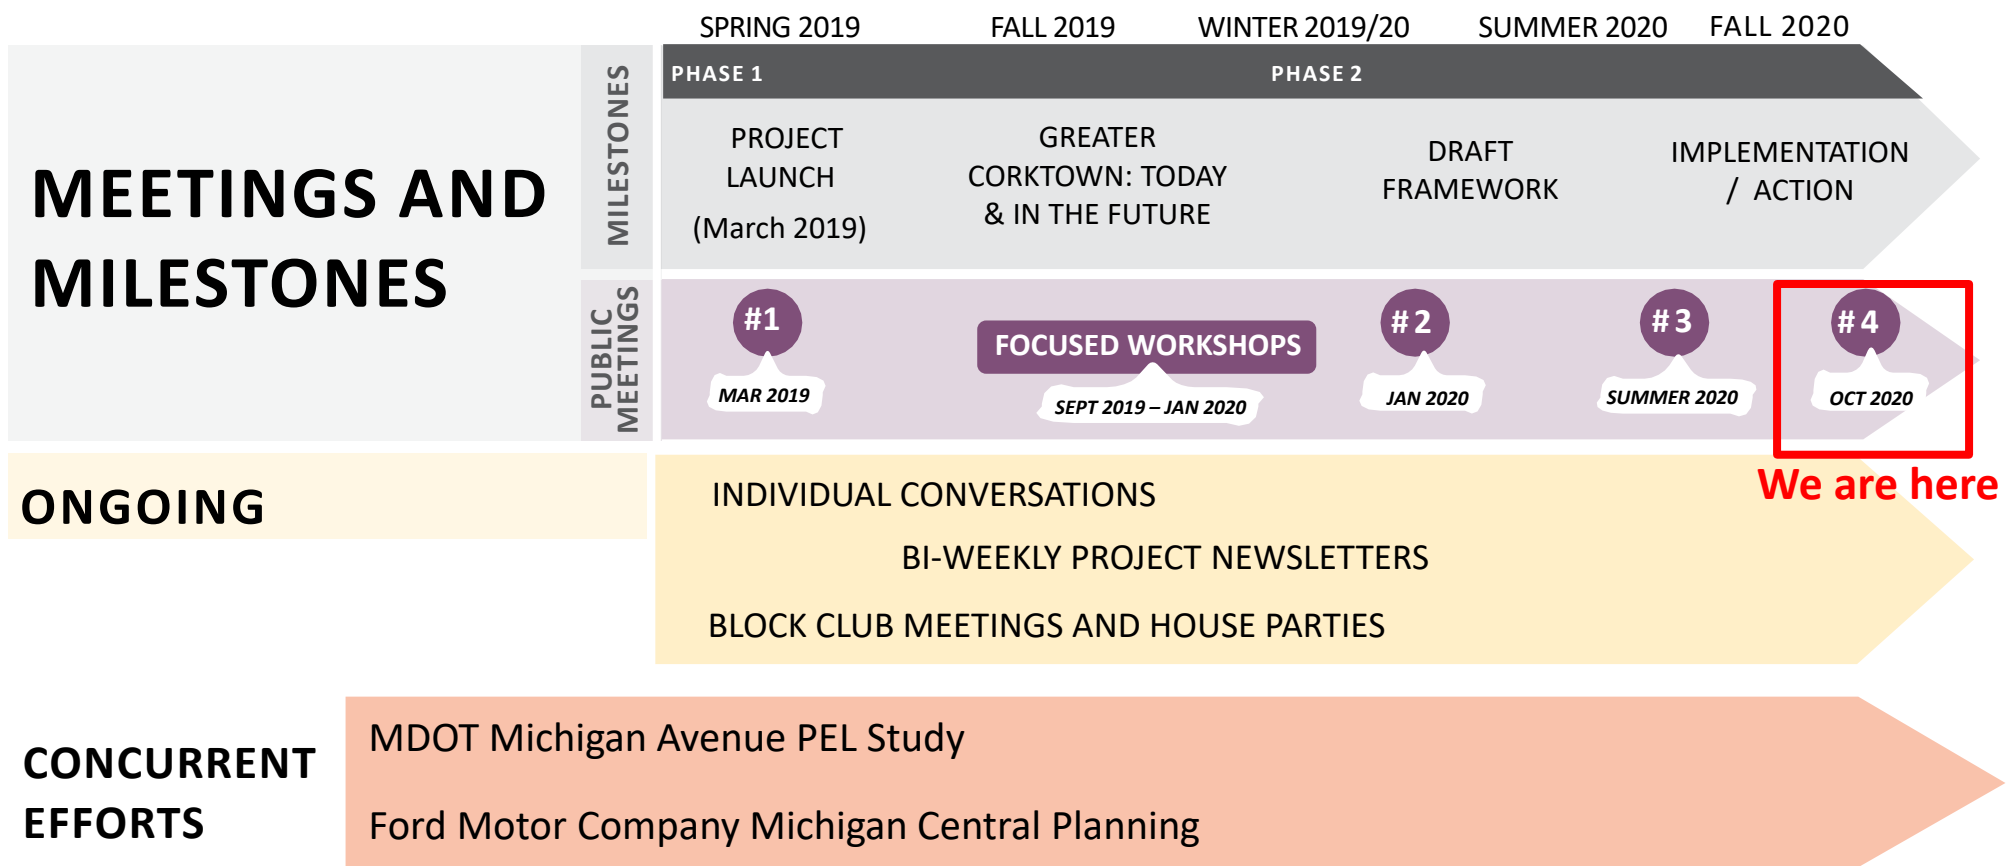 SPRING 2019
FALL 2019
WINTER 2019/20
SUMMER 2020
FALL 2020
PHASE 1
PHASE 2
MEETINGS AND
MILESTONES
MILESTONES
PROJECT
LAUNCH
(March 2019)
GREATER
CORKTOWN: TODAY
& IN THE FUTURE
DRAFT
FRAMEWORK
IMPLEMENTATION
/ ACTION
PUBLIC
MEETINGS
#1
MAR 2019
FOCUSED WORKSHOPS
SEPT 2019 – JAN 2020
#2
JAN 2020
#3
SUMMER 2020
#4
OCT 2020
We are here
ONGOING
INDIVIDUAL CONVERSATIONS
BI-WEEKLY PROJECT NEWSLETTERS
BLOCK CLUB MEETINGS AND HOUSE PARTIES
CONCURRENT
EFFORTS
MDOT Michigan Avenue PEL Study
Ford Motor Company Michigan Central Planning